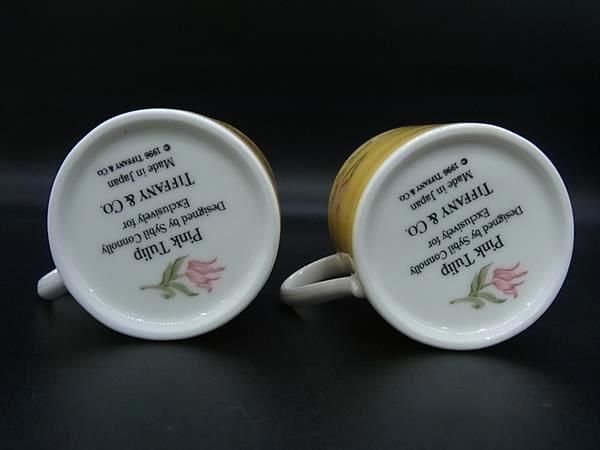 Pink Tulip
Designed by Sybil Connolly
Exclusively for
TIFFANY & CO.
Made in Japan
© 1996 TIFFANY & CO.
Pink Tulip
Designed by Sybil Connolly
Exclusively for
TIFFANY & CO.
Made in Japan
© 1996 TIFFANY & CO.